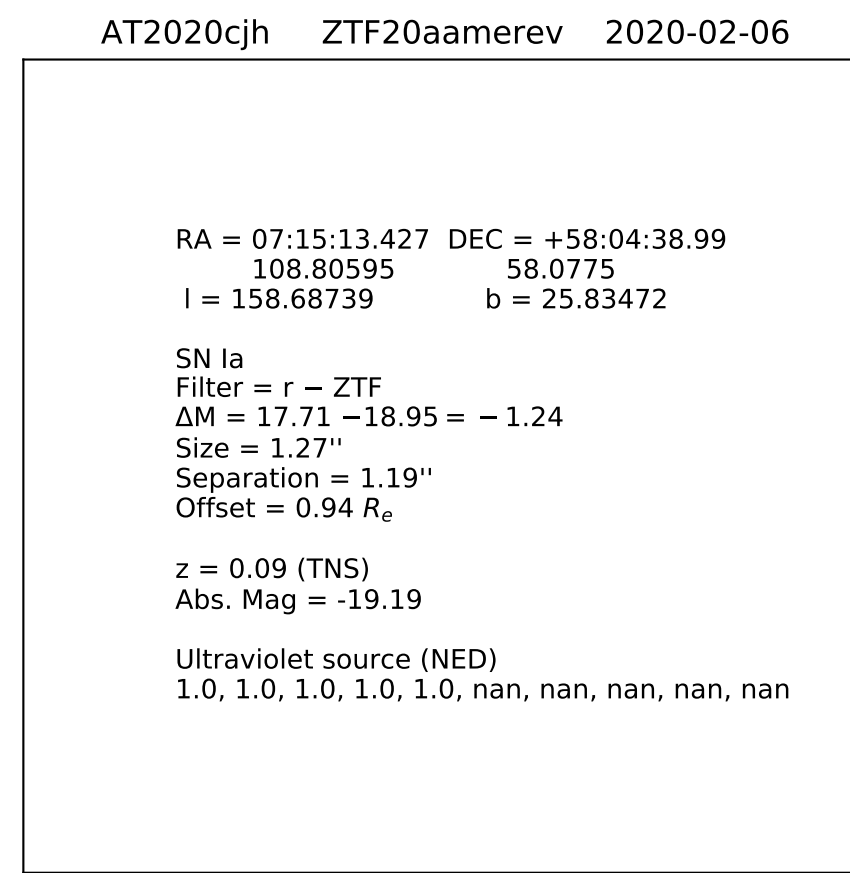 AT2020cjh ZTF20aamerev 2020-02-06
RA = 07:15:13.427 DEC = +58:04:38.99
108.80595 58.0775
l = 158.68739 b = 25.83472
SN Ia
Filter = r − ZTF
ΔM = 17.71 −18.95 = − 1.24
Size = 1.27''
Separation = 1.19''
Offset = 0.94 Rₑ
z = 0.09 (TNS)
Abs. Mag = -19.19
Ultraviolet source (NED)
1.0, 1.0, 1.0, 1.0, 1.0, nan, nan, nan, nan, nan